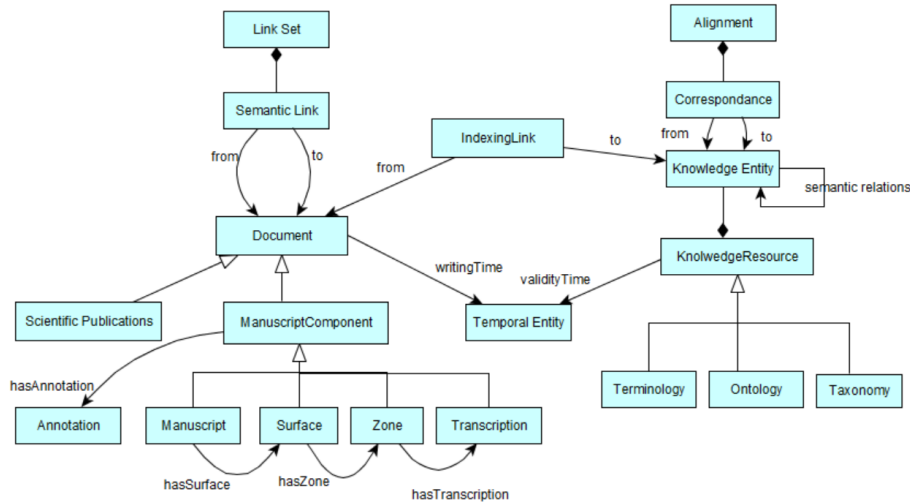 Link Set
Alignment
Semantic Link
Correspondance
from
to
IndexingLink
from
to
to
Knowledge Entity
from
semantic relations
Document
KnolwedgeResource
writingTime
validityTime
Scientific Publications
ManuscriptComponent
Temporal Entity
hasAnnotation
Terminology
Ontology
Taxonomy
Annotation
Manuscript
Surface
Zone
Transcription
hasSurface
hasZone
hasTranscription